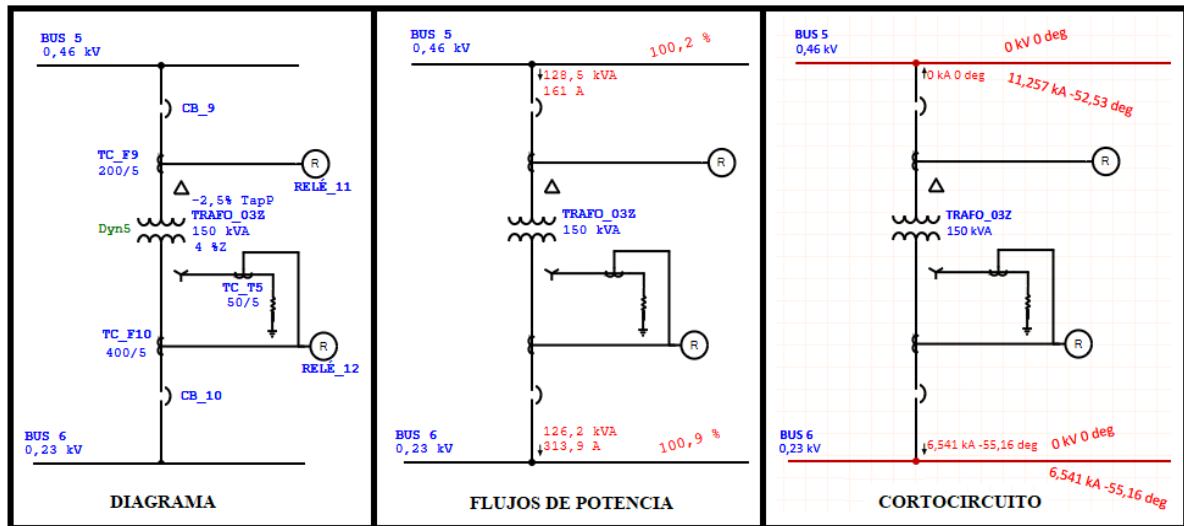 BUS 5
0,46 kV
CB_9
TC_F9
200/5
R
RELÉ_11
-2,5% TapP
TRAFO_03Z
Dyn5
150 kVA
4 %Z
TC_T5
50/5
TC_F10
400/5
R
RELÉ_12
CB_10
BUS 6
0,23 kV
DIAGRAMA
BUS 5
0,46 kV
100,2 %
128,5 kVA
161 A
R
TRAFO_03Z
150 kVA
R
126,2 kVA
313,9 A
100,9 %
BUS 6
0,23 kV
FLUJOS DE POTENCIA
BUS 5
0,46 kV
0 kV 0 deg
0 kA 0 deg
11,257 kA -52,53 deg
R
TRAFO_03Z
150 kVA
R
BUS 6
0,23 kV
6,541 kA -55,16 deg
0 kV 0 deg
6,541 kA -55,16 deg
CORTOCIRCUITO